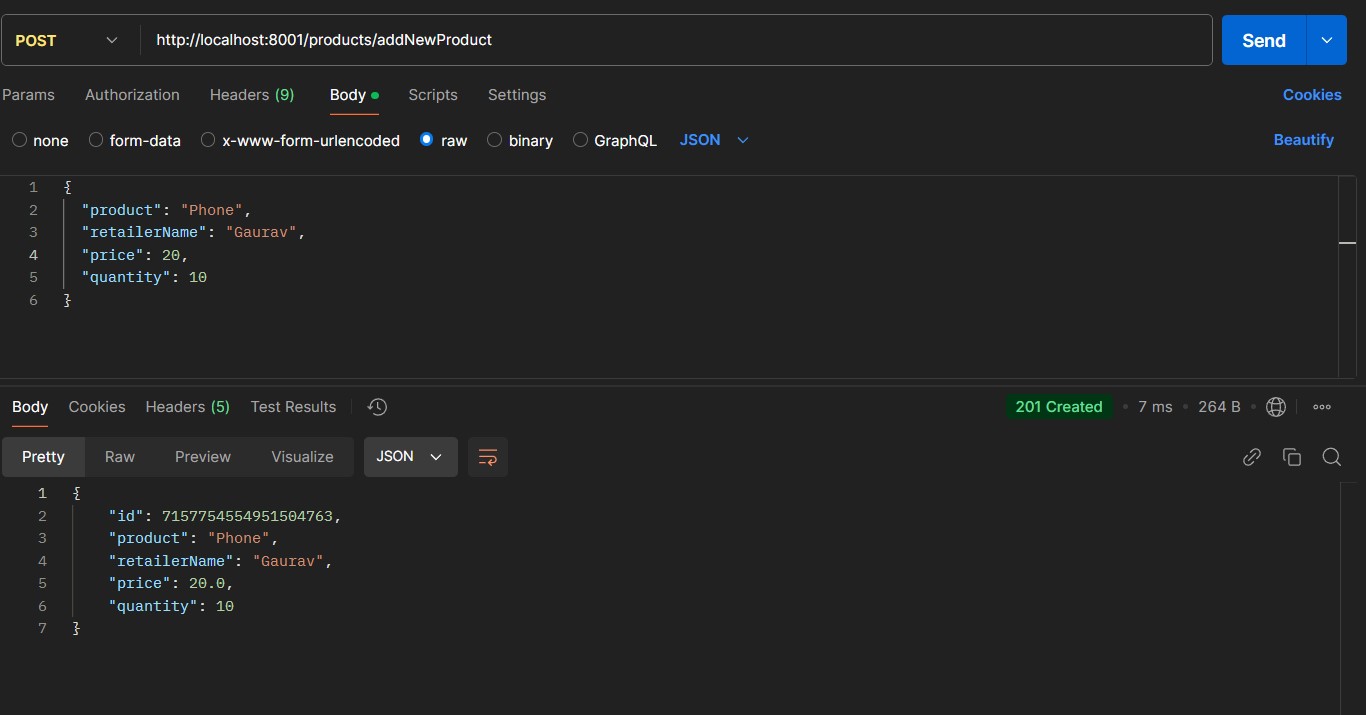 POST http://localhost:8001/products/addNewProduct Send
Params Authorization Headers (9) Body Scripts Settings Cookies
none form-data x-www-form-urlencoded raw binary GraphQL JSON Beautify
1 {
2 "product": "Phone",
3 "retailerName": "Gaurav",
4 "price": 20,
5 "quantity": 10
6 }
Body Cookies Headers (5) Test Results 201 Created • 7 ms • 264 B •
Pretty Raw Preview Visualize JSON
1 {
2 "id": 7157754554951504763,
3 "product": "Phone",
4 "retailerName": "Gaurav",
5 "price": 20.0,
6 "quantity": 10
7 }